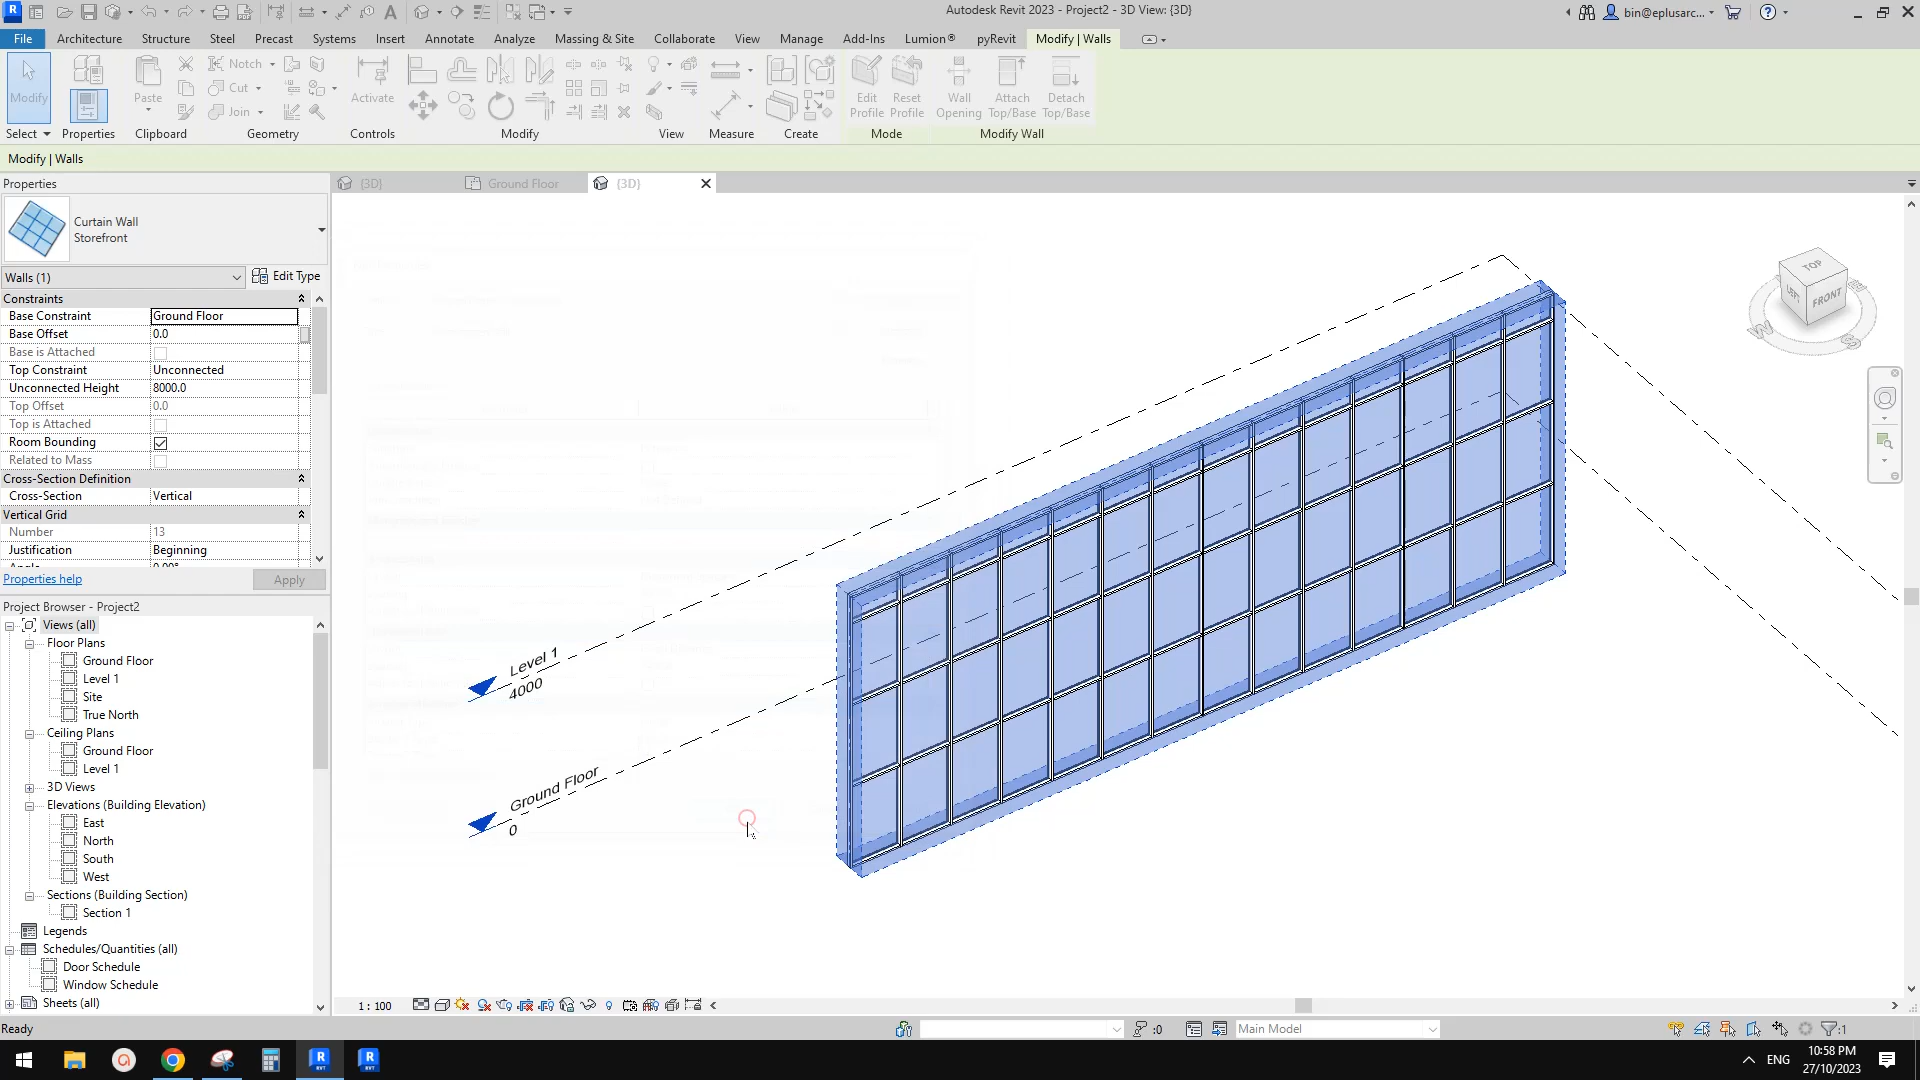 Autodesk Revit 2023 - Project2 - 3D View: {3D}
bin@eplusarc...
File Architecture Structure Steel Precast Systems Insert Annotate Analyze Massing & Site Collaborate View Manage Add-Ins Lumion® pyRevit Modify | Walls
Modify
Paste
Notch
Cut
Join
Activate
Edit Profile
Reset Profile
Wall Opening
Attach Top/Base
Detach Top/Base
Select Properties Clipboard Geometry Controls Modify View Measure Create Mode Modify Wall
Modify | Walls
Properties
{3D}
Ground Floor
{3D}
Curtain Wall
Storefront
Walls (1)
Edit Type
Constraints
Base Constraint Ground Floor
Base Offset 0.0
Base is Attached
Top Constraint Unconnected
Unconnected Height 8000.0
Top Offset 0.0
Top is Attached
Room Bounding
Related to Mass
Cross-Section Definition
Cross-Section Vertical
Vertical Grid
Number 13
Justification Beginning
Angle 0.00°
Properties help
Apply
Project Browser - Project2
Views (all)
Floor Plans
Ground Floor
Level 1
Site
True North
Ceiling Plans
Ground Floor
Level 1
3D Views
Elevations (Building Elevation)
East
North
South
West
Sections (Building Section)
Section 1
Legends
Schedules/Quantities (all)
Door Schedule
Window Schedule
Sheets (all)
Level 1
4000
Ground Floor
0
TOP
LEFT
FRONT
W
S
E
1 : 100
Ready
:0
Main Model
:1
ENG
10:58 PM
27/10/2023